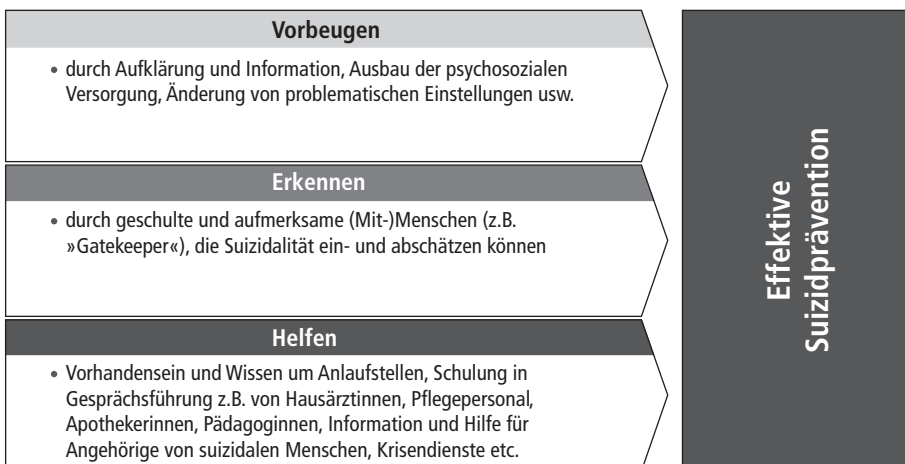 Vorbeugen
• durch Aufklärung und Information, Ausbau der psychosozialen
Versorgung, Änderung von problematischen Einstellungen usw.
Erkennen
• durch geschulte und aufmerksame (Mit-)Menschen (z.B.
»Gatekeeper«), die Suizidalität ein- und abschätzen können
Helfen
• Vorhandensein und Wissen um Anlaufstellen, Schulung in
Gesprächsführung z.B. von Hausärztinnen, Pflegepersonal,
Apothekerinnen, Pädagoginnen, Information und Hilfe für
Angehörige von suizidalen Menschen, Krisendienste etc.
Effektive
Suizidprävention